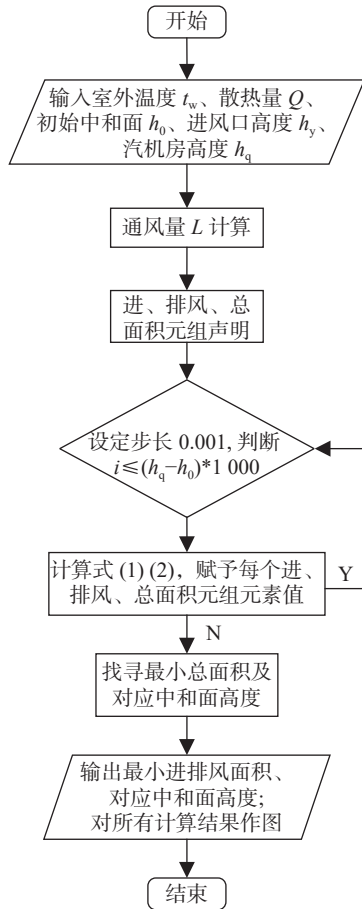 开始
输入室外温度 t_w、散热量 Q、
初始中和面 h_0、进风口高度 h_y、
汽机房高度 h_q
通风量 L 计算
进、排风、总
面积元组声明
设定步长 0.001, 判断
i≤(h_q−h_0)*1 000
计算式 (1) (2)，赋予每个进、
排风、总面积元组元素值
Y
N
找寻最小总面积及
对应中和面高度
输出最小进排风面积、
对应中和面高度;
对所有计算结果作图
结束